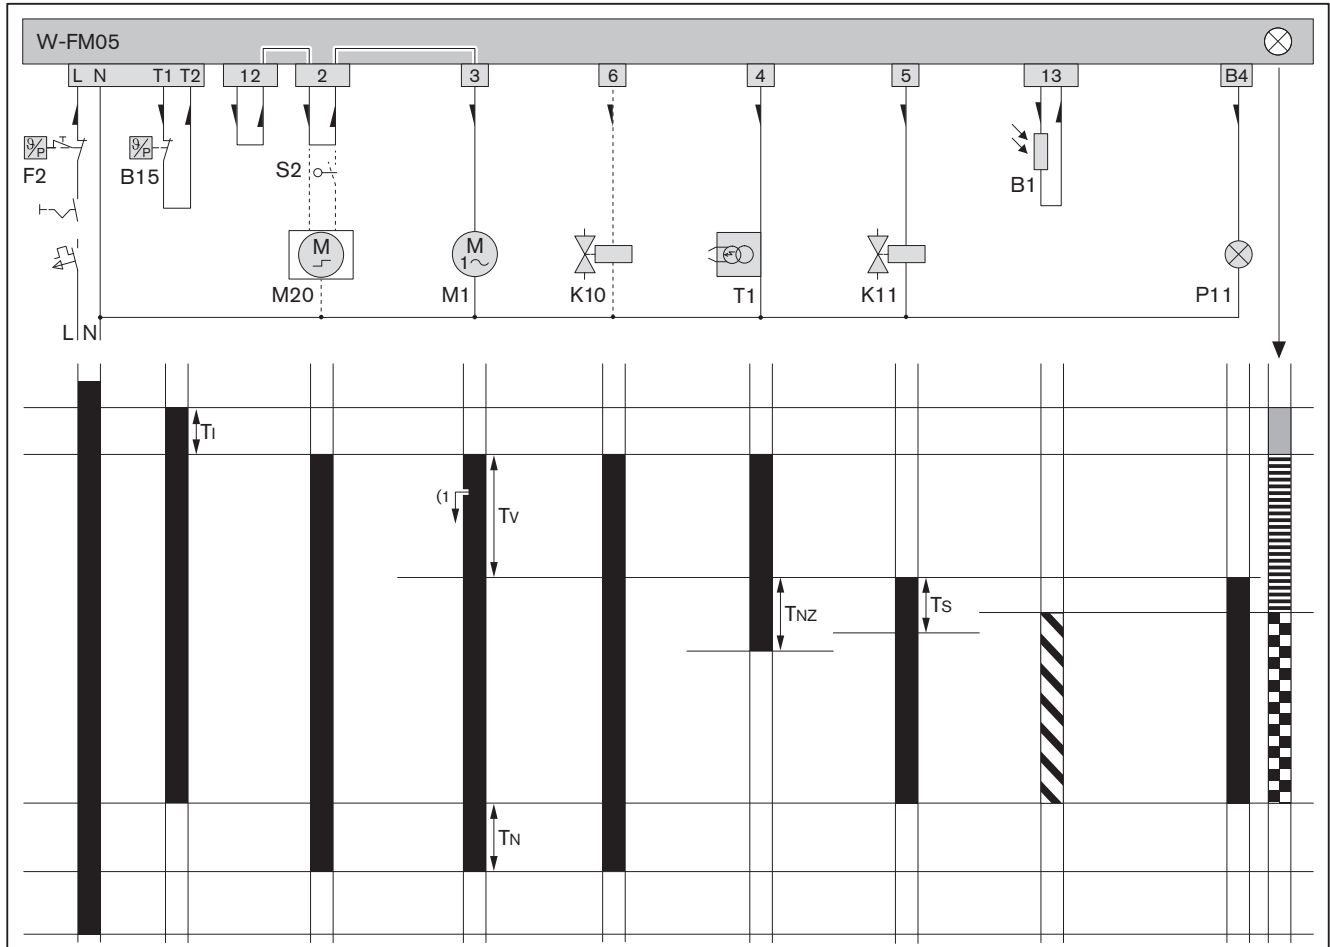 W-FM05
L N T1 T2 12 2 3 6 4 5 13 B4
ϑ/P ϑ/P
F2 B15 S2 B1
M M 1~
M20 M1 K10 T1 K11 P11
L N
TI
(1 TV
TNZ TS
TN